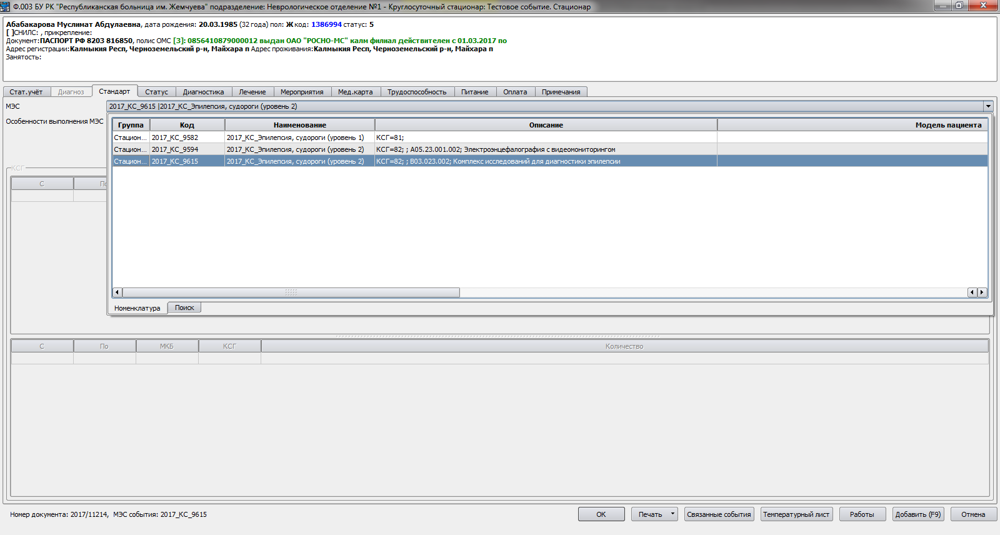 Ф.003 БУ РК "Республиканская больница им. Жемчуева" подразделение: Неврологическое отделение №1 - Круглосуточный стационар: Тестовое событие. Стационар
Абабакарова Муслимат Абдулаевна, дата рождения: 20.03.1985 (32 года) пол: Ж код: 1386994 статус: 5
[ ]СНИЛС: , прикрепление:
Документ:ПАСПОРТ РФ 8203 816850, полис ОМС [3]: 0856410879000012 выдан ОАО "РОСНО-МС" калм филиал действителен с 01.03.2017 по
Адрес регистрации:Калмыкия Респ, Черноземельский р-н, Майхара п Адрес проживания:Калмыкия Респ, Черноземельский р-н, Майхара п
Занятость:
Стат.учёт Диагноз Стандарт Статус Диагностика Лечение Мероприятия Мед.карта Трудоспособность Питание Оплата Примечания
МЭС 2017_КС_9615 |2017_КС_Эпилепсия, судороги (уровень 2)
Особенности выполнения МЭС
Группа Код Наименование Описание Модель пациента
Стацион... 2017_КС_9582 2017_КС_Эпилепсия, судороги (уровень 1) КСГ=81;
Стацион... 2017_КС_9594 2017_КС_Эпилепсия, судороги (уровень 2) КСГ=82; ; A05.23.001.002; Электроэнцефалография с видеомониторингом
Стацион... 2017_КС_9615 2017_КС_Эпилепсия, судороги (уровень 2) КСГ=82; ; B03.023.002; Комплекс исследований для диагностики эпилепсии
КСГ
С По
Номенклатура Поиск
С По МКБ КСГ Количество
Номер документа: 2017/11214, МЭС события: 2017_КС_9615
ОК Печать Связанные события Температурный лист Работы Добавить (F9) Отмена